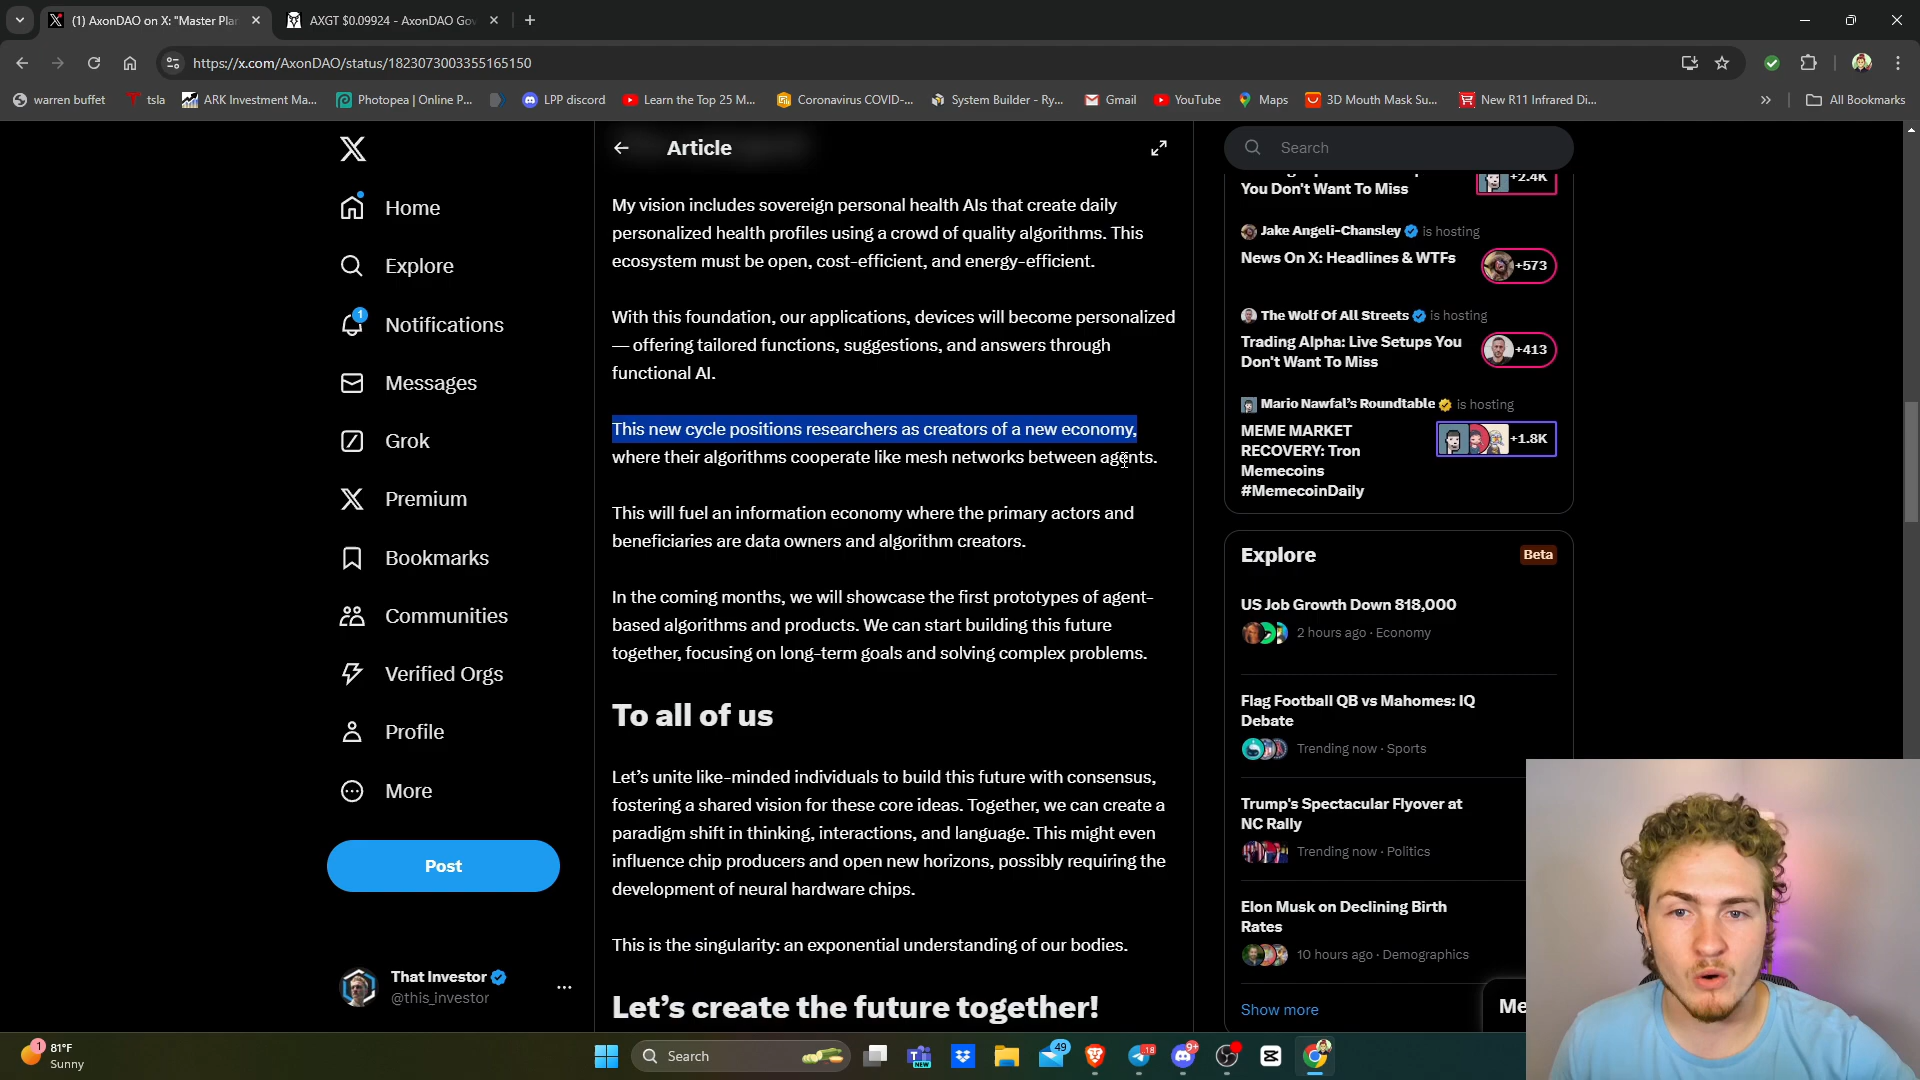 (1) AxonDAO on X: "Master Plan
AXGT $0.09924 - AxonDAO Gov
https://x.com/AxonDAO/status/1823073003355165150
warren buffet
tsla
ARK Investment Ma...
Photopea | Online P...
LPP discord
Learn the Top 25 M...
Coronavirus COVID-...
System Builder - Ry...
Gmail
YouTube
Maps
3D Mouth Mask Su...
New R11 Infrared Di...
All Bookmarks
Home
Explore
1
Notifications
Messages
Grok
Premium
Bookmarks
Communities
Verified Orgs
Profile
More
Post
That Investor
@this_investor
Article
My vision includes sovereign personal health AIs that create daily
personalized health profiles using a crowd of quality algorithms. This
ecosystem must be open, cost-efficient, and energy-efficient.
With this foundation, our applications, devices will become personalized
— offering tailored functions, suggestions, and answers through
functional AI.
This new cycle positions researchers as creators of a new economy,
where their algorithms cooperate like mesh networks between agents.
This will fuel an information economy where the primary actors and
beneficiaries are data owners and algorithm creators.
In the coming months, we will showcase the first prototypes of agent-
based algorithms and products. We can start building this future
together, focusing on long-term goals and solving complex problems.
To all of us
Let's unite like-minded individuals to build this future with consensus,
fostering a shared vision for these core ideas. Together, we can create a
paradigm shift in thinking, interactions, and language. This might even
influence chip producers and open new horizons, possibly requiring the
development of neural hardware chips.
This is the singularity: an exponential understanding of our bodies.
Let's create the future together!
Search
You Don't Want To Miss
+2.4K
Jake Angeli-Chansley is hosting
News On X: Headlines & WTFs
+573
The Wolf Of All Streets is hosting
Trading Alpha: Live Setups You
Don't Want To Miss
+413
Mario Nawfal's Roundtable is hosting
MEME MARKET
RECOVERY: Tron
Memecoins
#MemecoinDaily
+1.8K
Explore
Beta
US Job Growth Down 818,000
2 hours ago · Economy
Flag Football QB vs Mahomes: IQ
Debate
Trending now · Sports
Trump's Spectacular Flyover at
NC Rally
Trending now · Politics
Elon Musk on Declining Birth
Rates
10 hours ago · Demographics
Show more
Me
1
81°F
Sunny
Search
NEW
49
18
9+